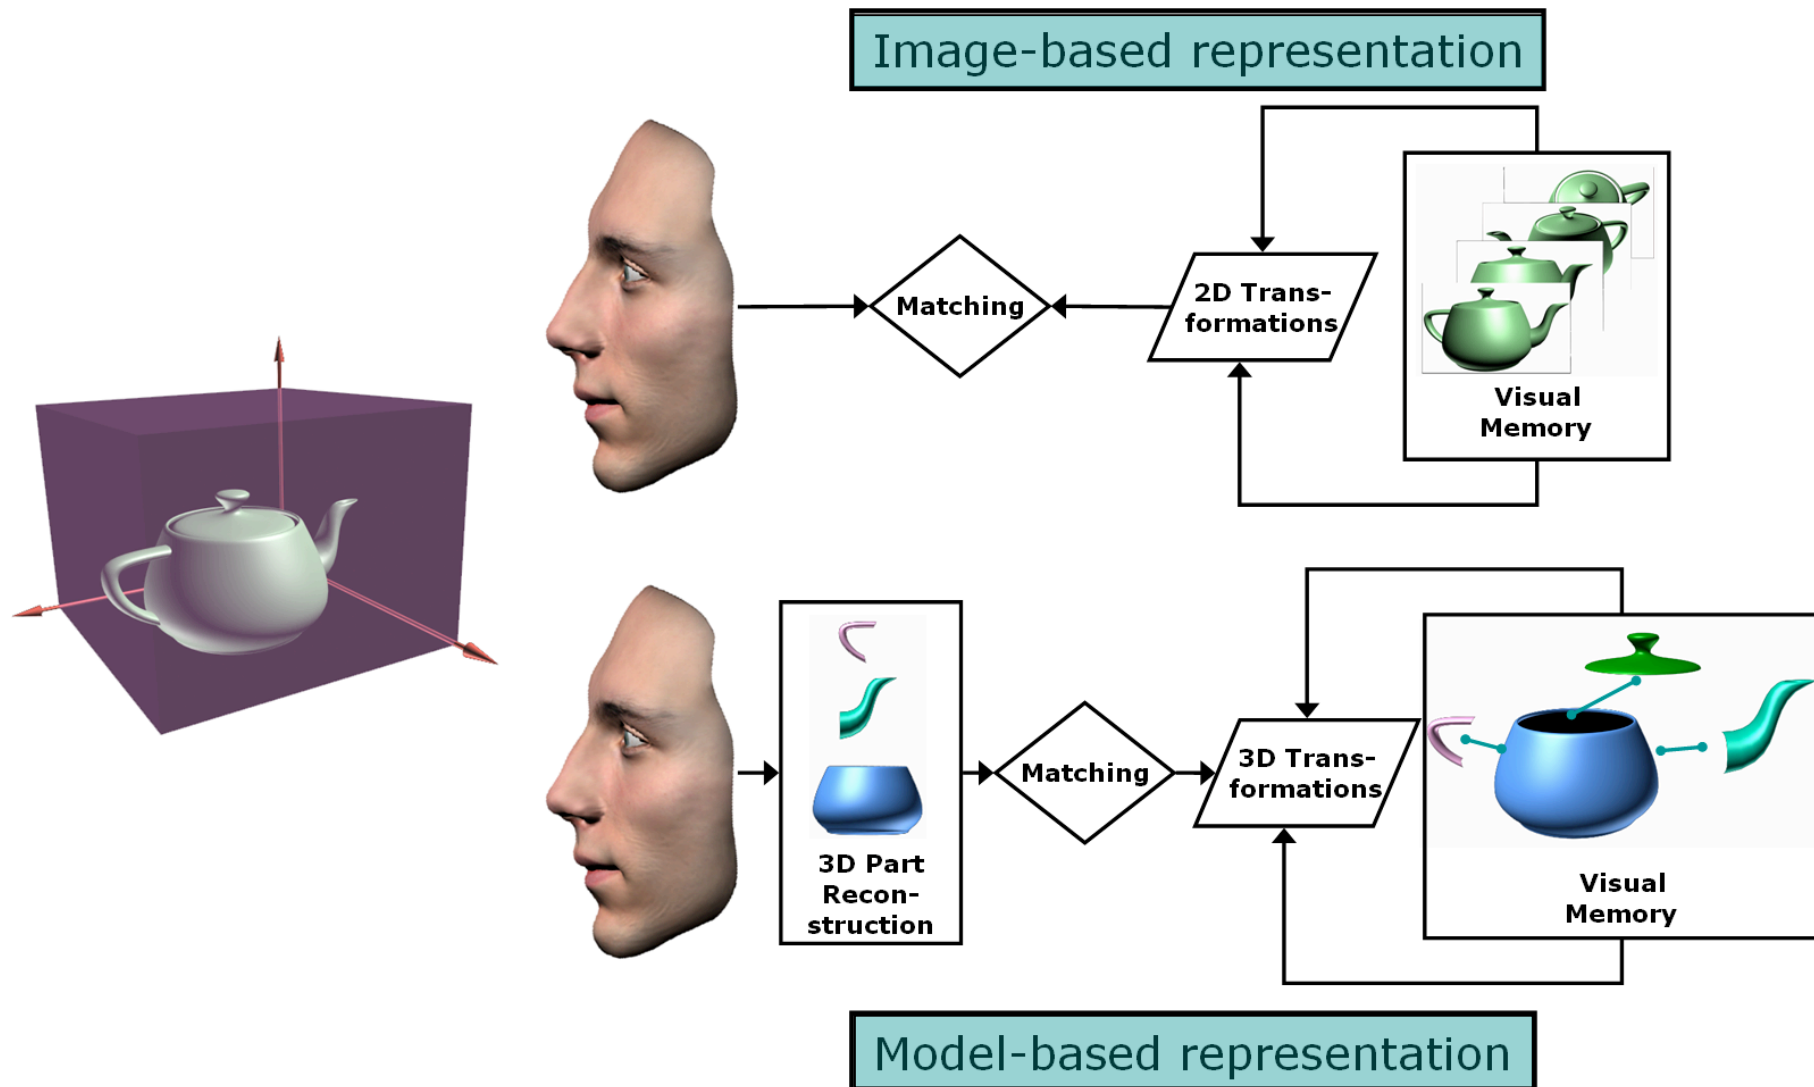 Image-based representation
Matching
2D Trans-
formations
Visual
Memory
3D Part
Recon-
struction
Matching
3D Trans-
formations
Visual
Memory
Model-based representation